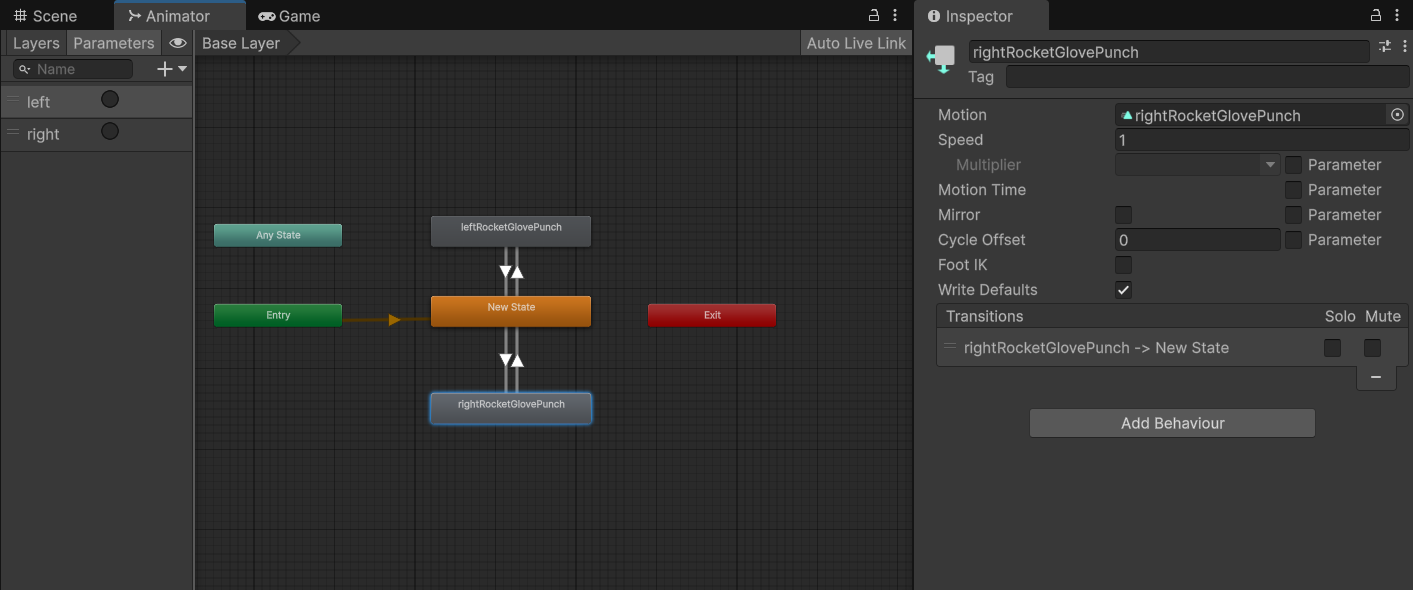 Scene
Animator
Game
Inspector
Layers
Parameters
Base Layer
Auto Live Link
Name
left
right
Any State
Entry
leftRocketGlovePunch
New State
rightRocketGlovePunch
Exit
rightRocketGlovePunch
Tag
Motion
rightRocketGlovePunch
Speed
1
Multiplier
Parameter
Motion Time
Parameter
Mirror
Parameter
Cycle Offset
0
Parameter
Foot IK
Write Defaults
Transitions
Solo
Mute
rightRocketGlovePunch -> New State
Add Behaviour